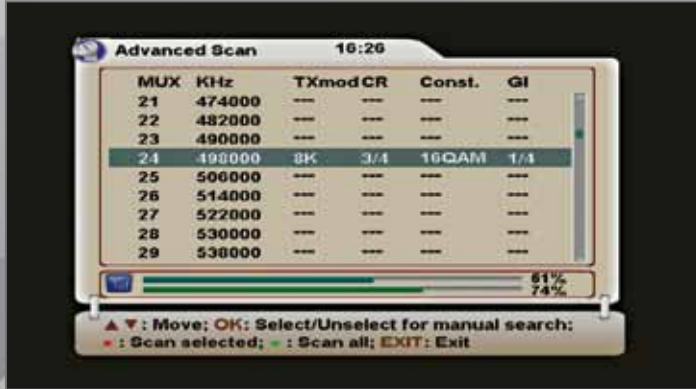 Advanced Scan 16:26
MUX KHz TXmod CR Const. GI
21 474000 --- --- --- ---
22 482000 --- --- --- ---
23 490000 --- --- --- ---
24 498000 8K 3/4 16QAM 1/4
25 506000 --- --- --- ---
26 514000 --- --- --- ---
27 522000 --- --- --- ---
28 530000 --- --- --- ---
29 538000 --- --- --- ---
61%
74%
▲ ▼: Move; OK: Select/Unselect for manual search;
: Scan selected; : Scan all; EXIT: Exit